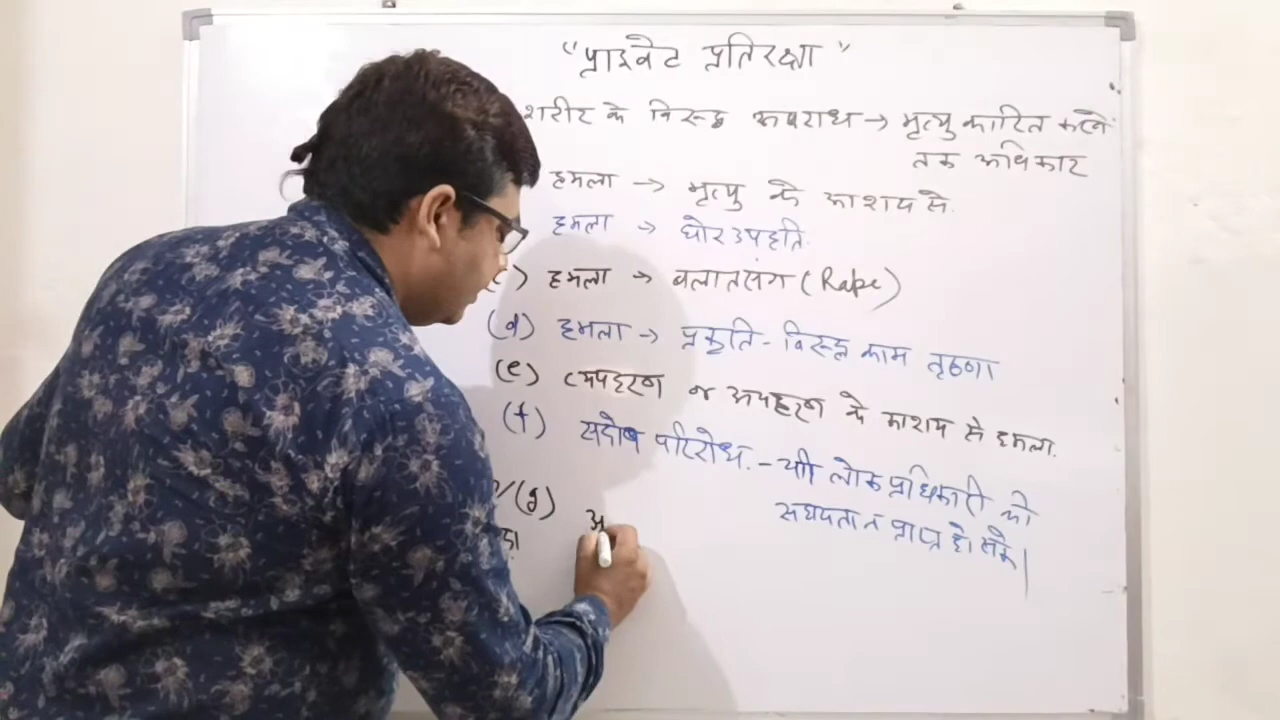 "प्राइवेट प्रतिरक्षा"
शरीर के विरूद्ध अपराध → मृत्यु कारित करने
तक अधिकार
हमला → मृत्यु के आशय से.
हमला → घोर उपहति.
) हमला → बलात्संग (Rape)
(d) हमला → प्रकृति - विरूद्ध काम तृष्णा
(e) व्यपहरण अपहरण के आशय से हमला.
(f) सदोष परिरोध. - लोक प्राधिकारी की
सहायता न प्राप्त हो सके।
/(g) अ